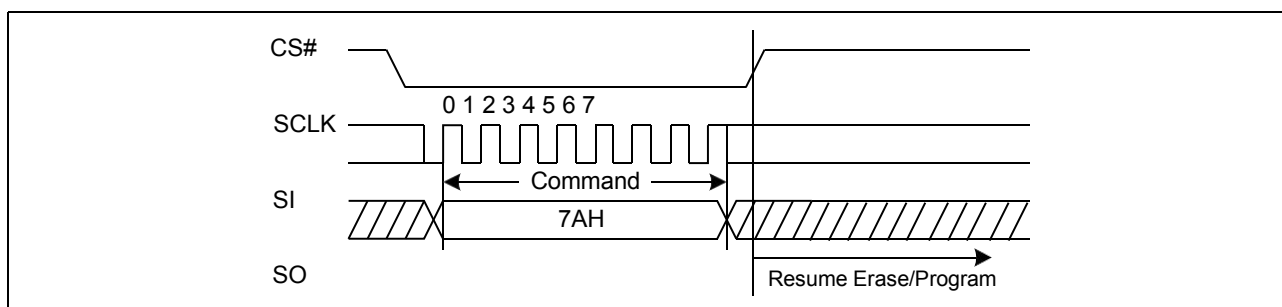 CS#
0 1 2 3 4 5 6 7
SCLK
Command
SI
7AH
SO
Resume Erase/Program